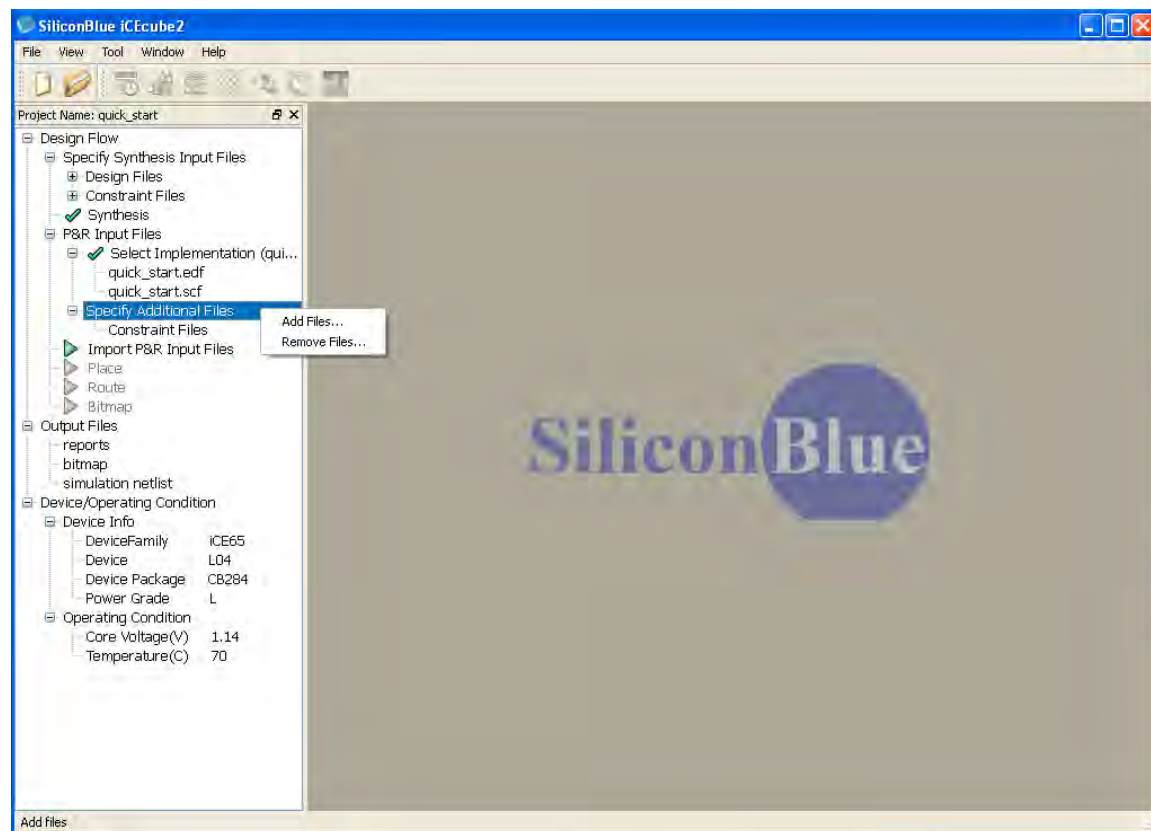 SiliconBlue iCEcube2
File View Tool Window Help
Project Name: quick_start
Design Flow
Specify Synthesis Input Files
Design Files
Constraint Files
Synthesis
P&R Input Files
Select Implementation (qui...
quick_start.edf
quick_start.scf
Specify Additional Files
Add Files...
Constraint Files
Remove Files...
Import P&R Input Files
Place
Route
Bitmap
Output Files
reports
bitmap
simulation netlist
Device/Operating Condition
Device Info
DeviceFamily iCE65
Device L04
Device Package CB284
Power Grade L
Operating Condition
Core Voltage(V) 1.14
Temperature(C) 70
SiliconBlue
Add files